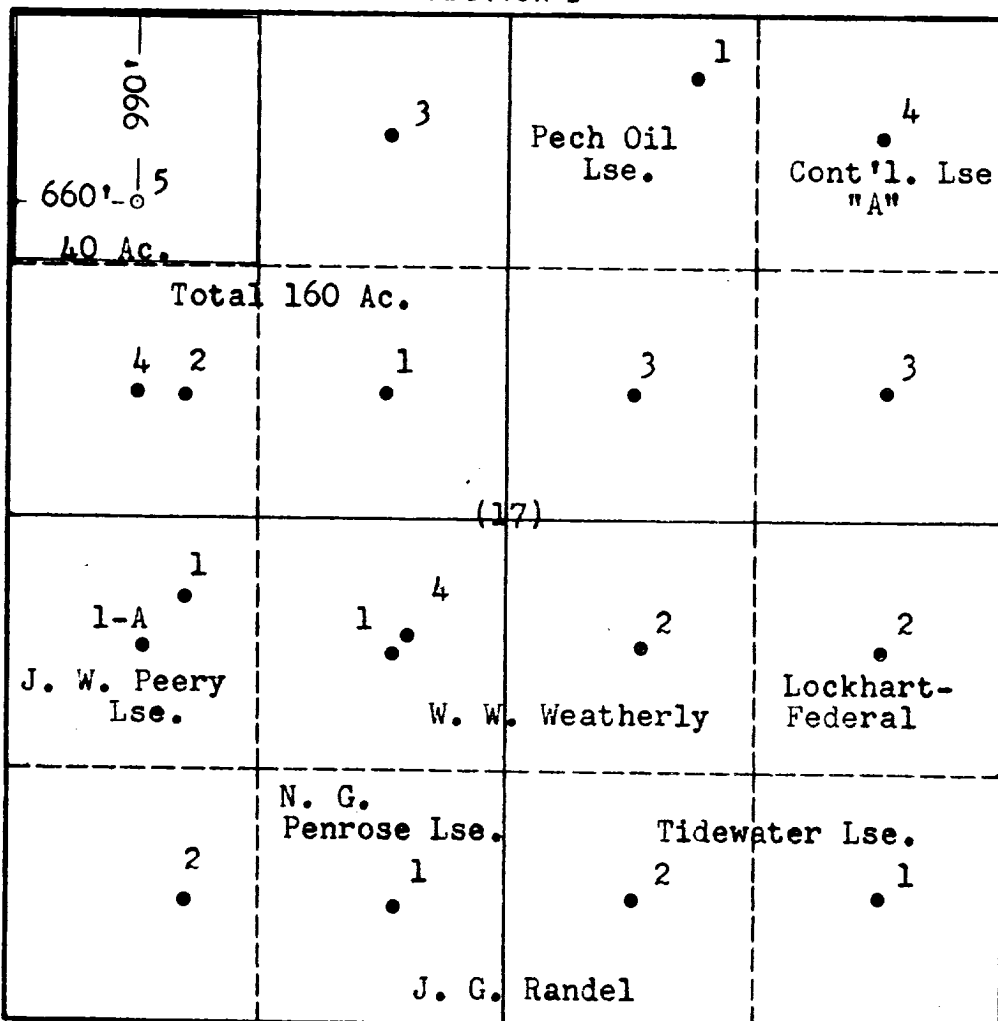 1
990'
3
4
Pech Oil
Lse.
Cont'l. Lse
"A"
660'
5
40 Ac.
Total 160 Ac.
4
2
1
3
3
(17)
1
1-A
1
4
2
2
J. W. Peery
Lse.
W. W. Weatherly
Lockhart-
Federal
N. G.
Penrose Lse.
Tidewater Lse.
2
1
2
1
J. G. Randel